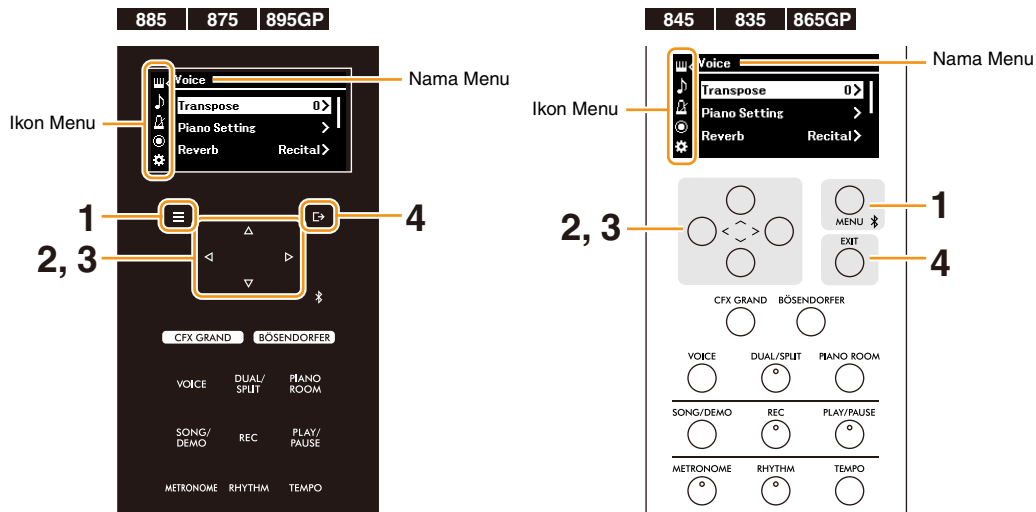 885 875 895GP
Voice
Nama Menu
Transpose 0
Ikon Menu
Piano Setting
Reverb Recital
1
4
2, 3
CFX GRAND BÖSENDORFER
VOICE DUAL/SPLIT PIANO ROOM
SONG/DEMO REC PLAY/PAUSE
METRONOME RHYTHM TEMPO
845 835 865GP
Voice
Nama Menu
Transpose 0
Ikon Menu
Piano Setting
Reverb Recital
1
MENU
2, 3
EXIT
4
CFX GRAND BÖSENDORFER
VOICE DUAL/SPLIT PIANO ROOM
SONG/DEMO REC PLAY/PAUSE
METRONOME RHYTHM TEMPO